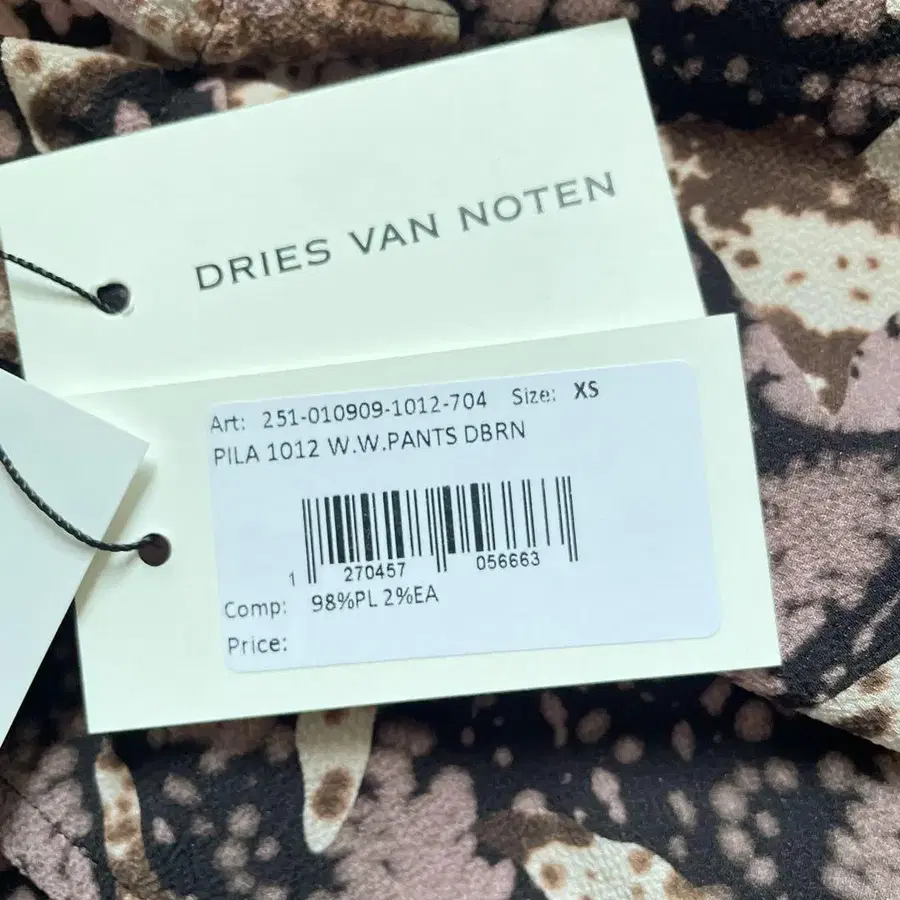 DRIES VAN NOTEN
Art: 251-010909-1012-704 Size: XS
PILA 1012 W.W.PANTS DBRN
1 270457 056663
Comp: 98%PL 2%EA
Price: